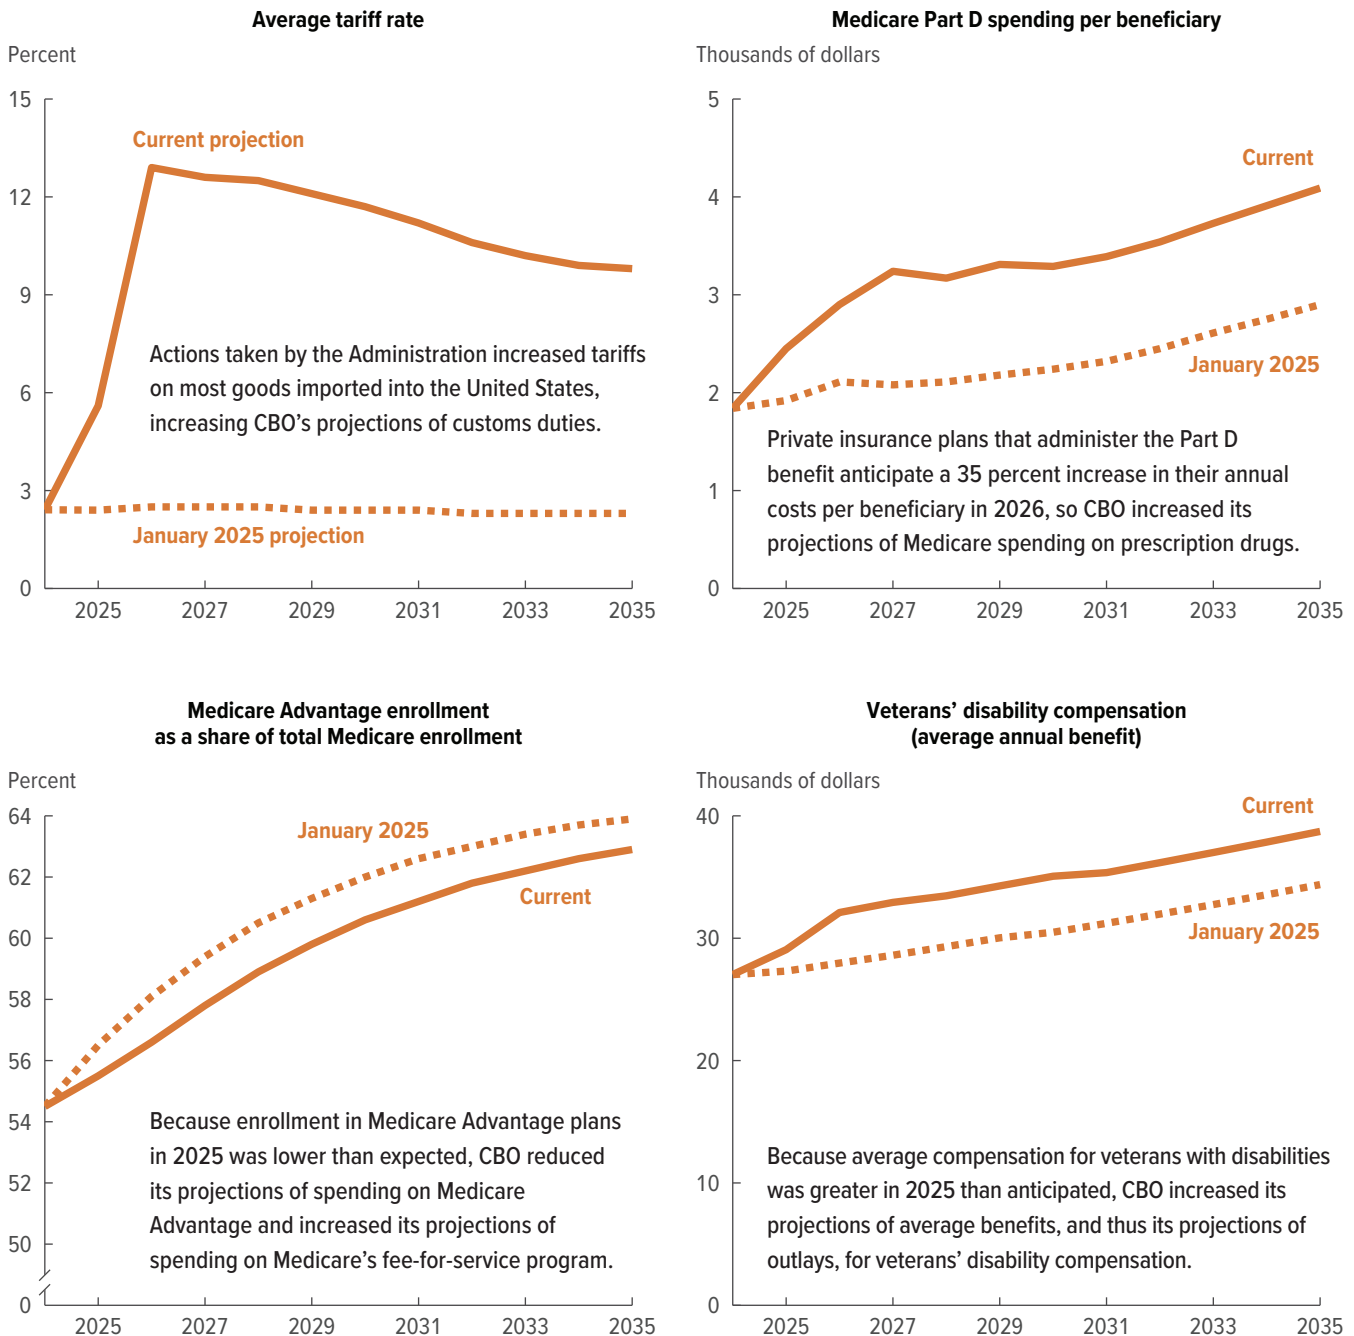 Average tariff rate
Percent
15
12
9
6
3
0
Current projection
Actions taken by the Administration increased tariffs
on most goods imported into the United States,
increasing CBO's projections of customs duties.
January 2025 projection
2025 2027 2029 2031 2033 2035
Medicare Part D spending per beneficiary
Thousands of dollars
5
4
3
2
1
0
Current
January 2025
Private insurance plans that administer the Part D
benefit anticipate a 35 percent increase in their annual
costs per beneficiary in 2026, so CBO increased its
projections of Medicare spending on prescription drugs.
2025 2027 2029 2031 2033 2035
Medicare Advantage enrollment
as a share of total Medicare enrollment
Percent
64
62
60
58
56
54
52
50
0
January 2025
Current
Because enrollment in Medicare Advantage plans
in 2025 was lower than expected, CBO reduced
its projections of spending on Medicare
Advantage and increased its projections of
spending on Medicare's fee-for-service program.
2025 2027 2029 2031 2033 2035
Veterans' disability compensation
(average annual benefit)
Thousands of dollars
40
30
20
10
0
Current
January 2025
Because average compensation for veterans with disabilities
was greater in 2025 than anticipated, CBO increased its
projections of average benefits, and thus its projections of
outlays, for veterans' disability compensation.
2025 2027 2029 2031 2033 2035